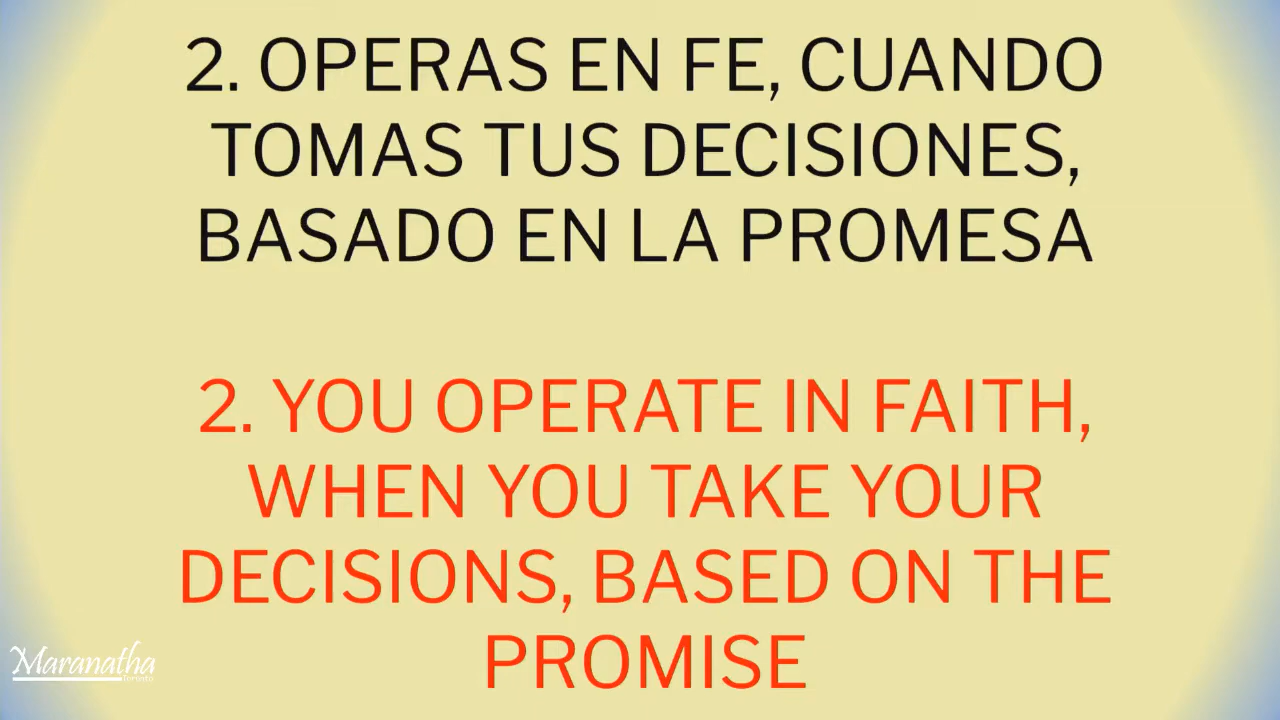 2. OPERAS EN FE, CUANDO
TOMAS TUS DECISIONES,
BASADO EN LA PROMESA
2. YOU OPERATE IN FAITH,
WHEN YOU TAKE YOUR
DECISIONS, BASED ON THE
PROMISE
Maranatha
Toronto